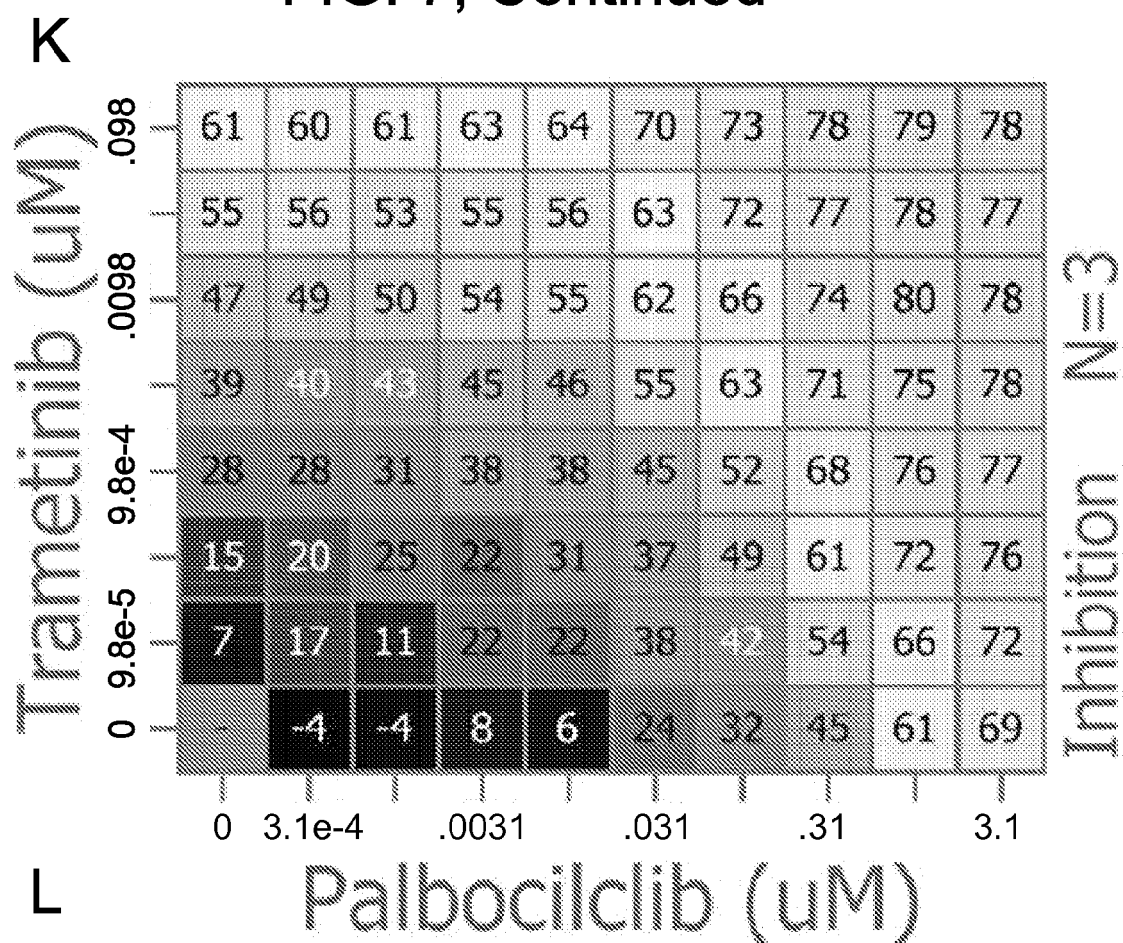 FIG. 7, Continued
K
Trametinib (uM)
.098 61 60 61 63 64 70 73 78 79 78
55 56 53 55 56 63 72 77 78 77
.0098 47 49 50 54 55 62 66 74 80 78
39 40 43 45 46 55 63 71 75 78
9.8e-4 28 28 31 38 38 45 52 68 76 77
15 20 25 22 31 37 49 61 72 76
9.8e-5 7 17 11 22 22 38 42 54 66 72
0 - -4 -4 8 6 24 32 45 61 69
0 3.1e-4 .0031 .031 .31 3.1
Palbocilclib (uM)
Inhibition N=3
L